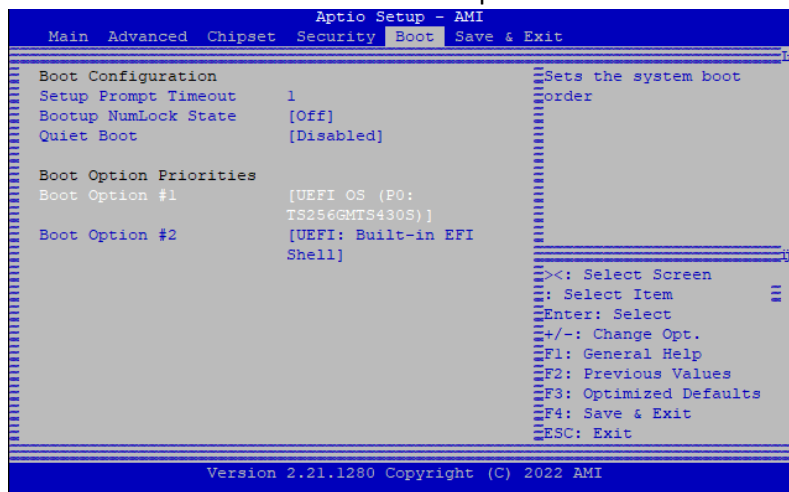 Aptio Setup - AMI
Main Advanced Chipset Security Boot Save & Exit
Boot Configuration
Setup Prompt Timeout 1
Bootup NumLock State [Off]
Quiet Boot [Disabled]
Boot Option Priorities
Boot Option #1 [UEFI OS (P0:
TS256GMTS430S)]
Boot Option #2 [UEFI: Built-in EFI
Shell]
Sets the system boot
order
><: Select Screen
: Select Item
Enter: Select
+/-: Change Opt.
F1: General Help
F2: Previous Values
F3: Optimized Defaults
F4: Save & Exit
ESC: Exit
Version 2.21.1280 Copyright (C) 2022 AMI